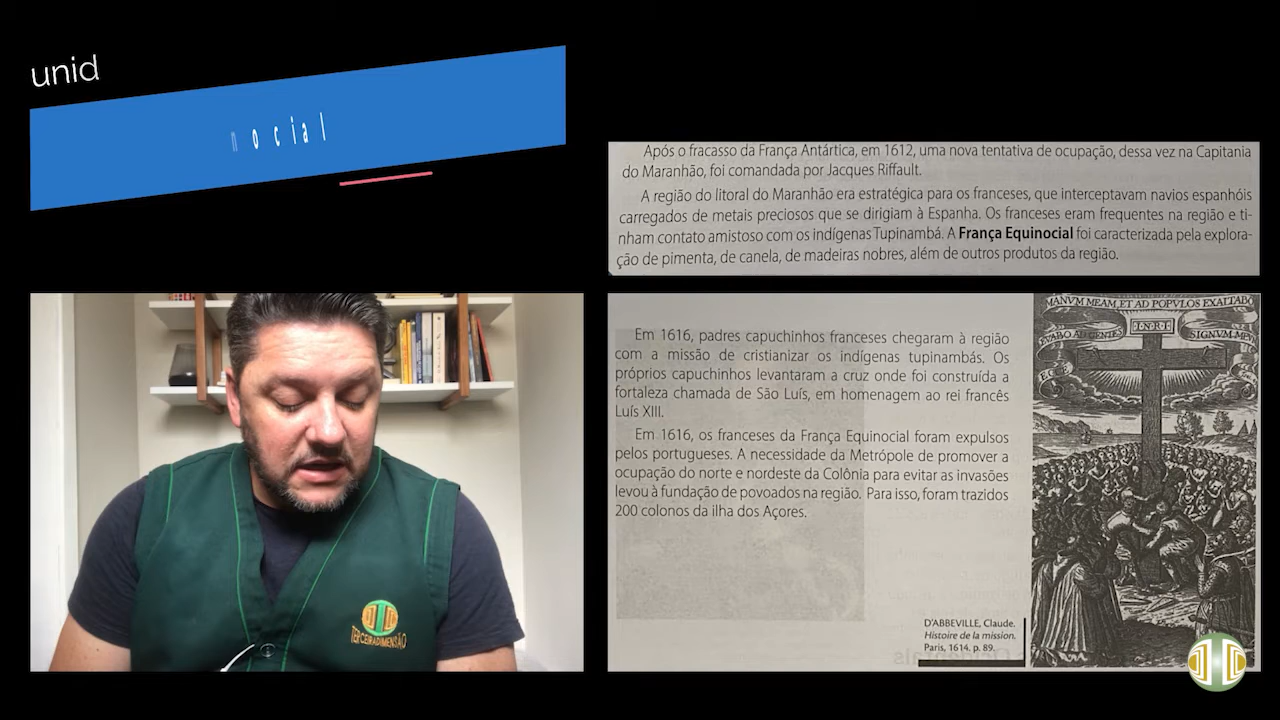 unid
nocial
Após o fracasso da França Antártica, em 1612, uma nova tentativa de ocupação, dessa vez na Capitania
do Maranhão, foi comandada por Jacques Riffault.
A região do litoral do Maranhão era estratégica para os franceses, que interceptavam navios espanhóis
carregados de metais preciosos que se dirigiam à Espanha. Os franceses eram frequentes na região e ti-
nham contato amistoso com os indígenas Tupinambá. A França Equinocial foi caracterizada pela explora-
ção de pimenta, de canela, de madeiras nobres, além de outros produtos da região.
Em 1616, padres capuchinhos franceses chegaram à região
com a missão de cristianizar os indígenas tupinambás. Os
próprios capuchinhos levantaram a cruz onde foi construída a
fortaleza chamada de São Luís, em homenagem ao rei francês
Luís XIII.
Em 1616, os franceses da França Equinocial foram expulsos
pelos portugueses. A necessidade da Metrópole de promover a
ocupação do norte e nordeste da Colônia para evitar as invasões
levou à fundação de povoados na região. Para isso, foram trazidos
200 colonos da ilha dos Açores.
MANVM MEAM, ET AD POPVLOS EXALTABO
INRI
SIGNVM MEVM
D'ABBEVILLE, Claude.
Histoire de la mission.
Paris, 1614. p. 89.
TERCEIRADIMENSÃO